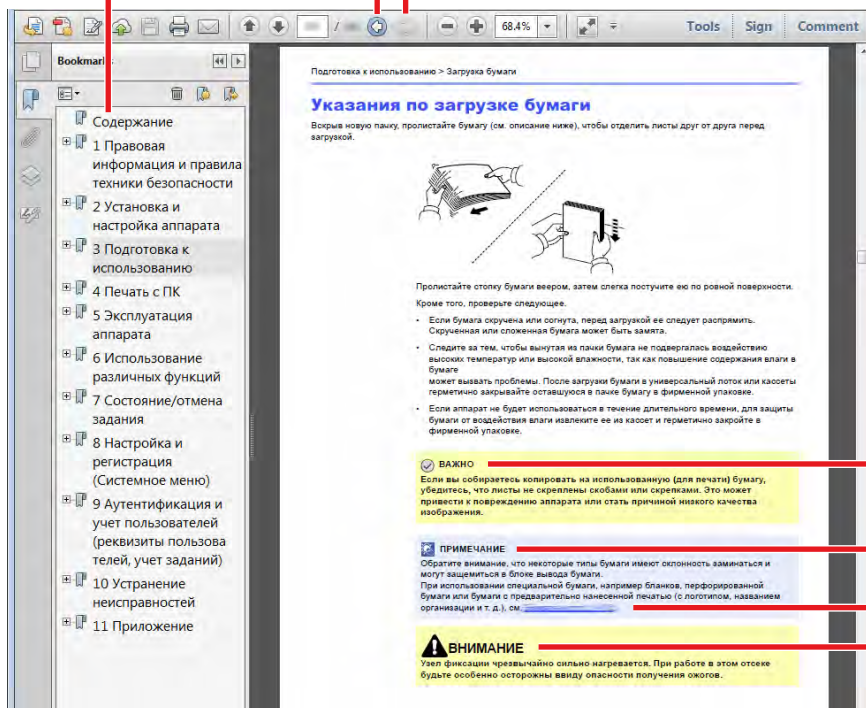 /
68.4%
Tools
Sign
Comment
Bookmarks
Содержание
1 Правовая
информация и правила
техники безопасности
2 Установка и
настройка аппарата
3 Подготовка к
использованию
4 Печать с ПК
5 Эксплуатация
аппарата
6 Использование
различных функций
7 Состояние/отмена
задания
8 Настройка и
регистрация
(Системное меню)
9 Аутентификация и
учет пользователей
(реквизиты пользова
телей, учет заданий)
10 Устранение
неисправностей
11 Приложение
Подготовка к использованию > Загрузка бумаги
Указания по загрузке бумаги
Вскрыв новую пачку, пролистайте бумагу (см. описание ниже), чтобы отделить листы друг от друга перед
загрузкой.
Пролистайте стопку бумаги веером, затем слегка постучите ею по ровной поверхности.
Кроме того, проверьте следующее.
• Если бумага скручена или согнута, перед загрузкой ее следует распрямить.
Скрученная или сложенная бумага может быть замята.
• Следите за тем, чтобы вынутая из пачки бумага не подвергалась воздействию
высоких температур или высокой влажности, так как повышение содержания влаги в
бумаге
может вызвать проблемы. После загрузки бумаги в универсальный лоток или кассеты
герметично закрывайте оставшуюся в пачке бумагу в фирменной упаковке.
• Если аппарат не будет использоваться в течение длительного времени, для защиты
бумаги от воздействия влаги извлеките ее из кассет и герметично закройте в
фирменной упаковке.
ВАЖНО
Если вы собираетесь копировать на использованную (для печати) бумагу,
убедитесь, что листы не скреплены скобами или скрепками. Это может
привести к повреждению аппарата или стать причиной низкого качества
изображения.
ПРИМЕЧАНИЕ
Обратите внимание, что некоторые типы бумаги имеют склонность заминаться и
могут защемиться в блоке вывода бумаги.
При использовании специальной бумаги, например бланков, перфорированной
бумаги или бумаги с предварительно нанесенной печатью (с логотипом, названием
организации и т. д.), см.
ВНИМАНИЕ
Узел фиксации чрезвычайно сильно нагревается. При работе в этом отсеке
будьте особенно осторожны ввиду опасности получения ожогов.